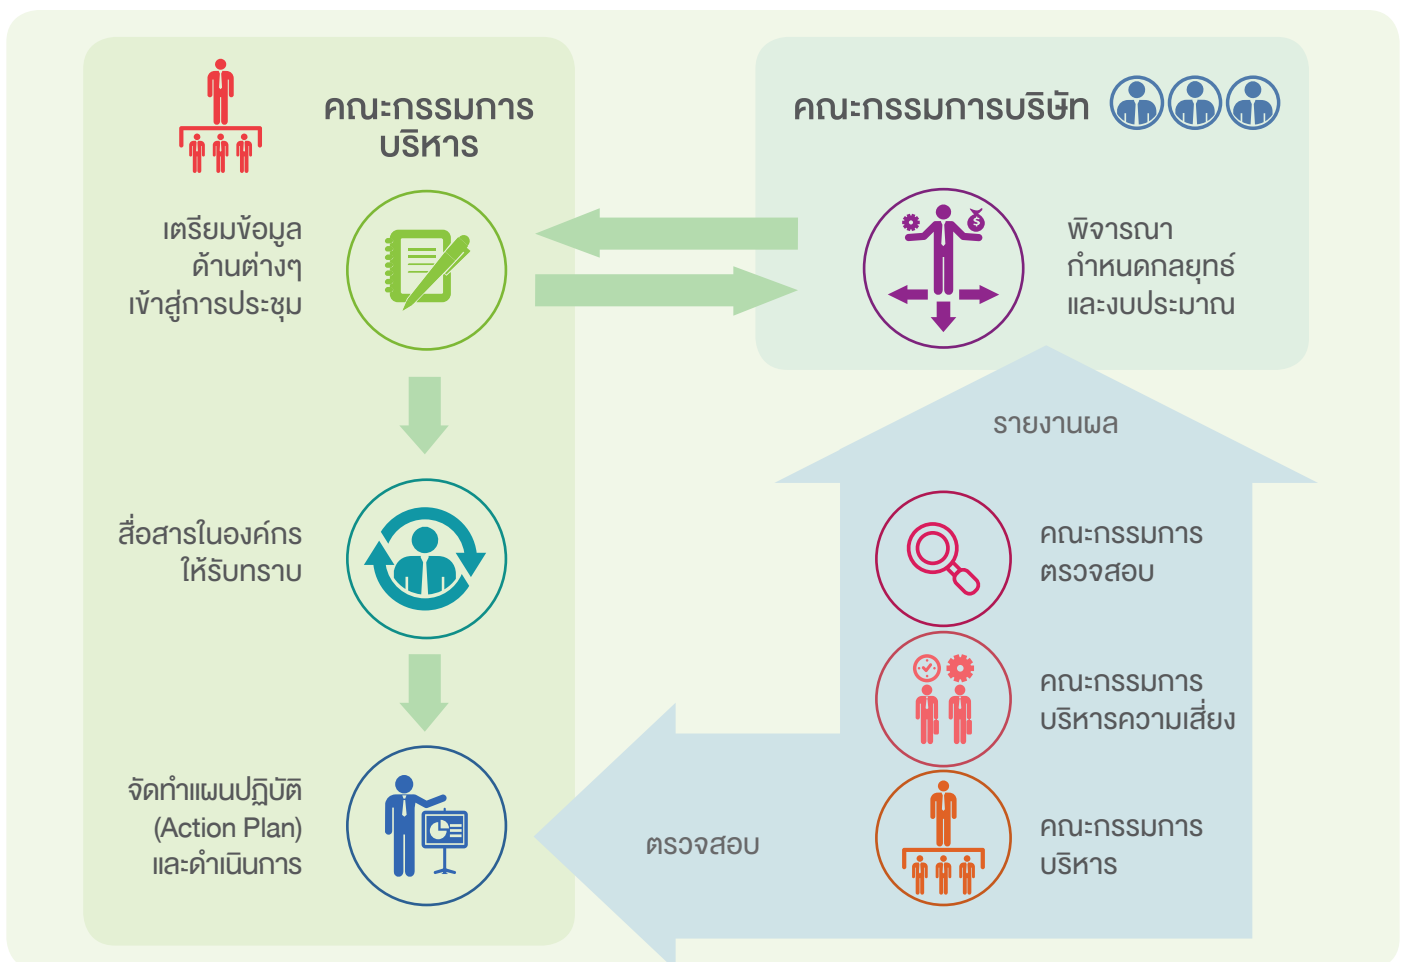 คณะกรรมการ
บริหาร
เตรียมข้อมูล
ด้านต่างๆ
เข้าสู่การประชุม
สื่อสารในองค์กร
ให้รับทราบ
จัดทำแผนปฏิบัติ
(Action Plan)
และดำเนินการ
คณะกรรมการบริษัท
$
พิจารณา
กำหนดกลยุทธ์
และงบประมาณ
รายงานผล
คณะกรรมการ
ตรวจสอบ
คณะกรรมการ
บริหารความเสี่ยง
คณะกรรมการ
บริหาร
ตรวจสอบ